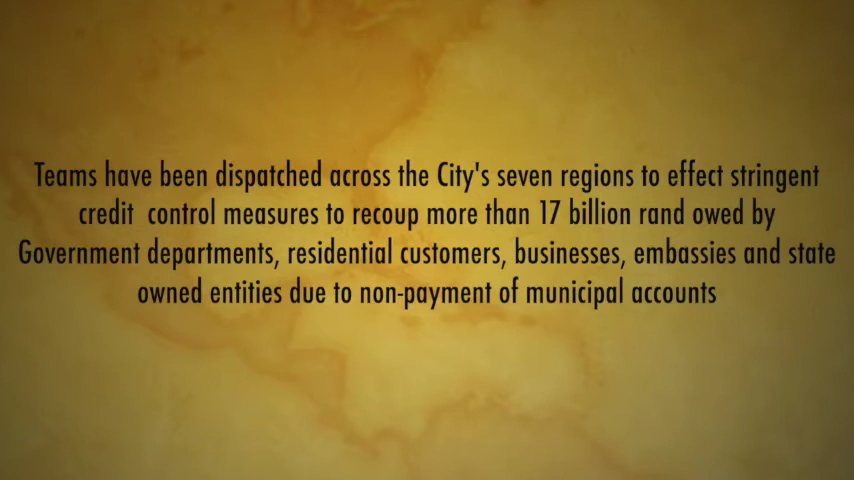 Teams have been dispatched across the City's seven regions to effect stringent
credit  control measures to recoup more than 17 billion rand owed by
Government departments, residential customers, businesses, embassies and state
owned entities due to non-payment of municipal accounts